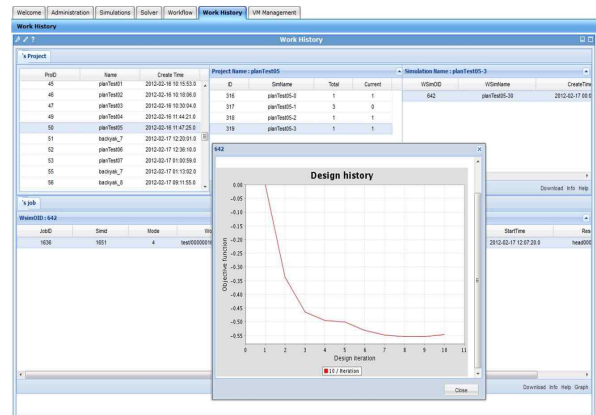 Welcome Administration Simulations Solver Workflow Work History VM Management
Work History
Work History
's Project
ProID Name Create Time
45 planTest01 2012-02-16 10:15:53.0
46 planTest02 2012-02-16 10:18:06.0
47 planTest03 2012-02-16 10:30:04.0
49 planTest04 2012-02-16 11:44:21.0
50 planTest05 2012-02-16 11:47:25.0
51 backyak_7 2012-02-17 12:20:01.0
52 planTest06 2012-02-17 12:36:10.0
53 planTest07 2012-02-17 01:00:59.0
55 backyak_7 2012-02-17 01:13:02.0
56 backyak_8 2012-02-17 09:11:55.0
Project Name : planTest05
ID SimName Total Current
316 planTest05-0 1 1
317 planTest05-1 3 0
318 planTest05-2 1 1
319 planTest05-3 1 1
Simulation Name : planTest05-3
WSimOID WSimName CreateTime
642 planTest05-30 2012-02-17 00:0
Download Info Help
's job
WsimOID : 642
JobID Simid Mode Wo
1636 1651 4 test/0000001
StartTime Res
2012-02-17 12:07:20.0 head000
642
Design history
Objective function
0.00
-0.05
-0.10
-0.15
-0.20
-0.25
-0.30
-0.35
-0.40
-0.45
-0.50
-0.55
0 1 2 3 4 5 6 7 8 9 10 11
Design iteration
10 / Iteration
Close
Download Info Help Graph